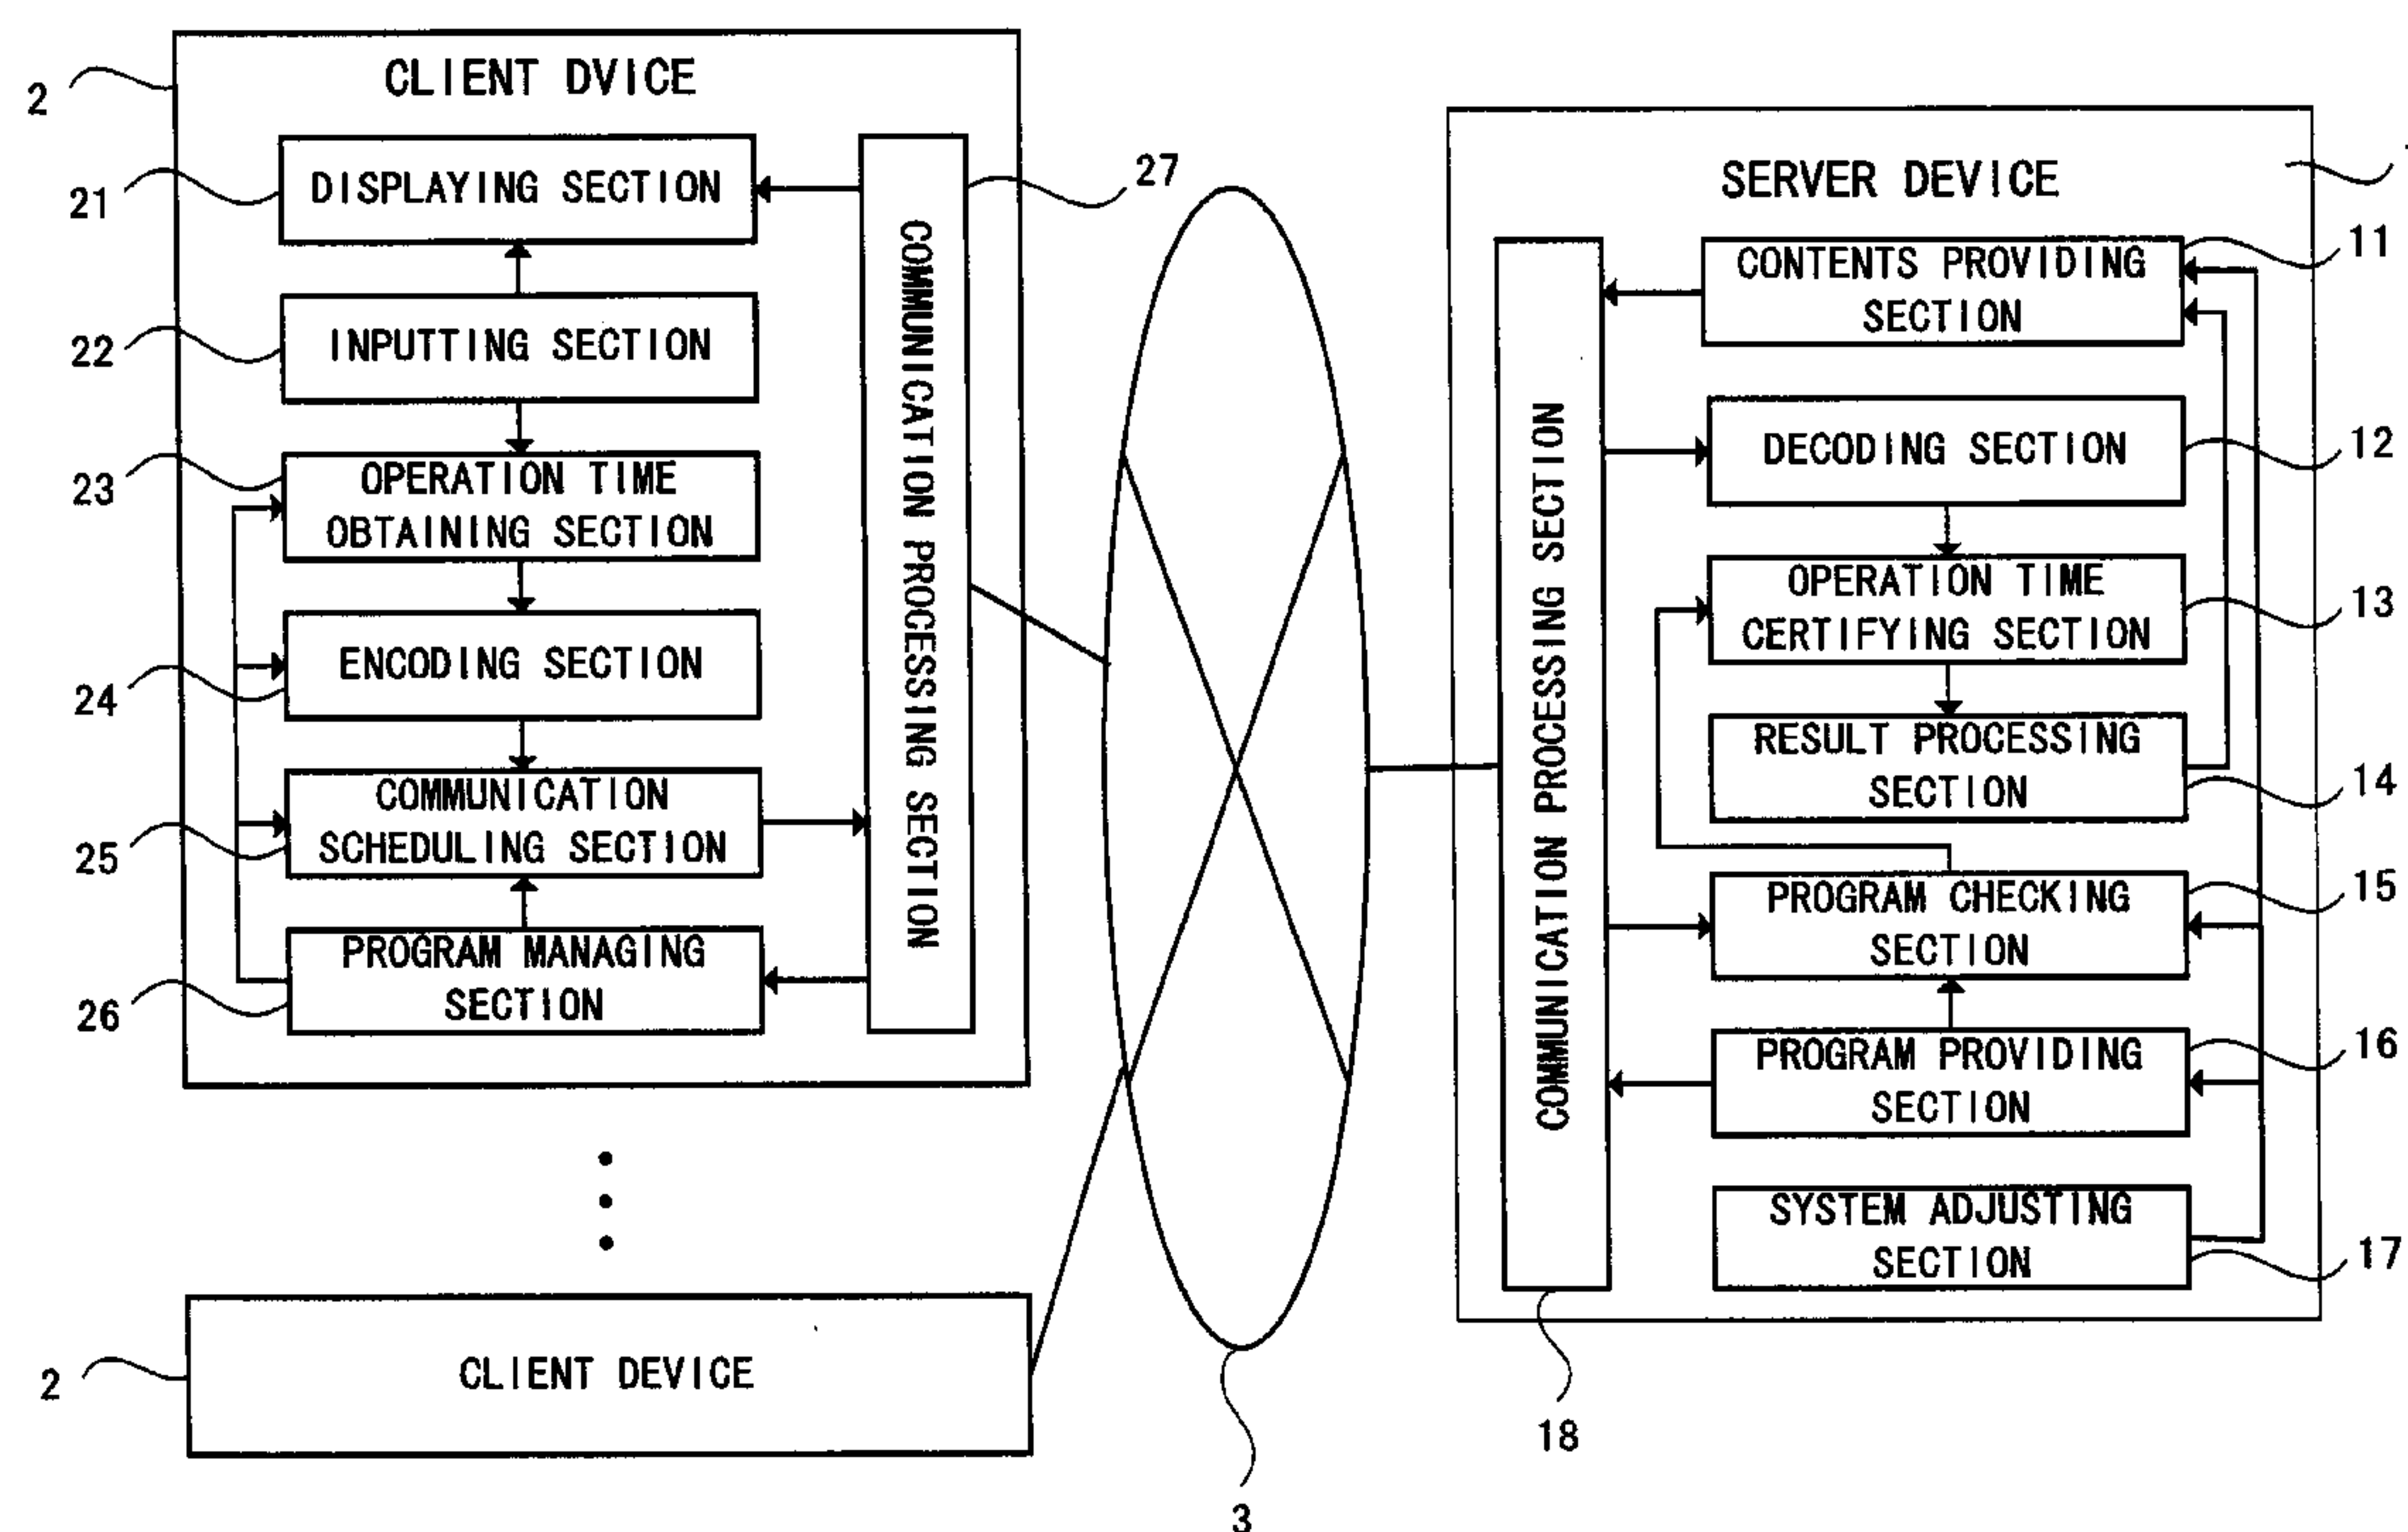 2
CLIENT DVICE
21
DISPLAYING SECTION
22
INPUTTING SECTION
23
OPERATION TIME
OBTAINING SECTION
24
ENCODING SECTION
25
COMMUNICATION
SCHEDULING SECTION
26
PROGRAM MANAGING
SECTION
COMMUNICATION PROCESSING SECTION
27
2
CLIENT DEVICE
3
SERVER DEVICE
COMMUNICATION PROCESSING SECTION
18
CONTENTS PROVIDING
SECTION
11
DECODING SECTION
12
OPERATION TIME
CERTIFYING SECTION
13
RESULT PROCESSING
SECTION
14
PROGRAM CHECKING
SECTION
15
PROGRAM PROVIDING
SECTION
16
SYSTEM ADJUSTING
SECTION
17